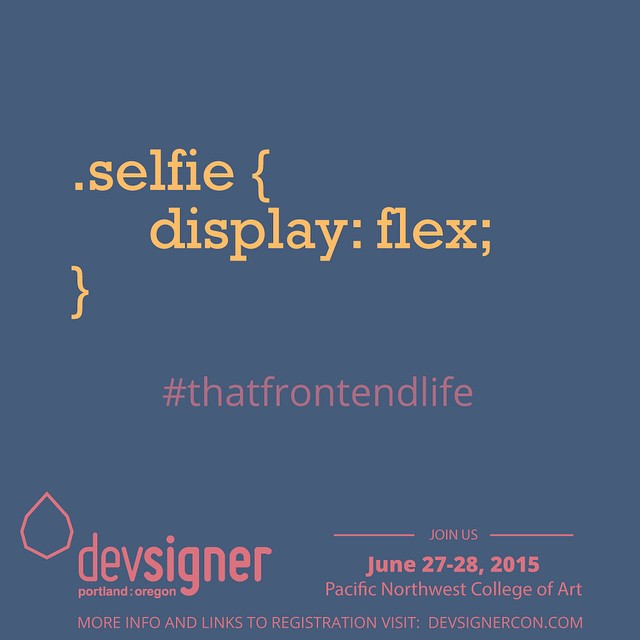 .selfie {
display: flex;
}
#thatfrontendlife
devsigner
portland:oregon
JOIN US
June 27-28, 2015
Pacific Northwest College of Art
MORE INFO AND LINKS TO REGISTRATION VISIT: DEVSIGNERCON.COM